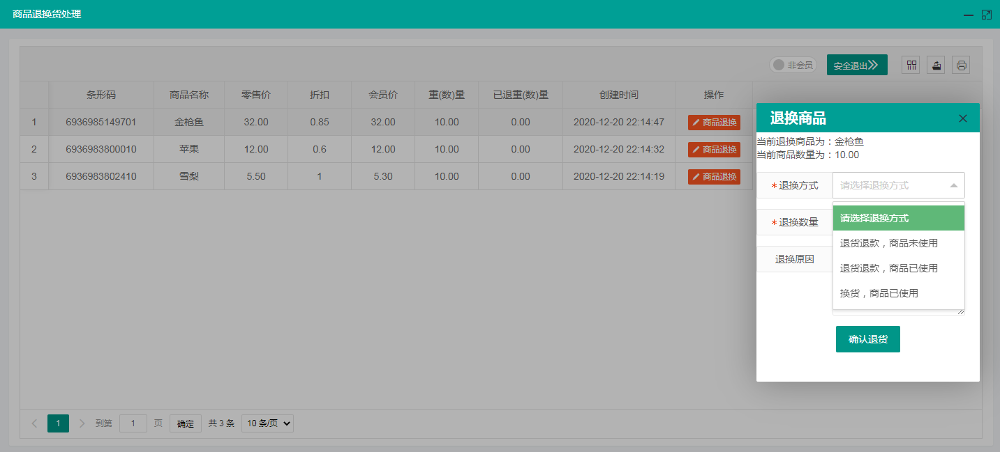 商品退换货处理
非会员 安全退出
条形码 商品名称 零售价 折扣 会员价 重(数)量 已退重(数)量 创建时间 操作
1 6936985149701 金枪鱼 32.00 0.85 32.00 10.00 0.00 2020-12-20 22:14:47 商品退换
2 6936983800010 苹果 12.00 0.6 12.00 10.00 0.00 2020-12-20 22:14:32 商品退换
3 6936983802410 雪梨 5.50 1 5.30 10.00 0.00 2020-12-20 22:14:19 商品退换
退换商品
当前退换商品为：金枪鱼
当前商品数量为：10.00
*退换方式 请选择退换方式
*退换数量
退换原因
请选择退换方式
退货退款，商品未使用
退货退款，商品已使用
换货，商品已使用
确认退货
1 到第 1 页 确定 共 3 条 10 条/页